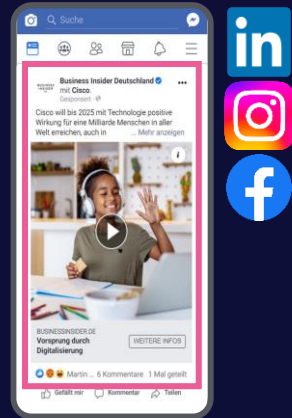 Suche
Business Insider Deutschland
mit Cisco.
Gesponsert
Cisco will bis 2025 mit Technologie positive
Wirkung für eine Milliarde Menschen in aller
Welt erreichen, auch in ... Mehr anzeigen
BUSINESSINSIDER.DE
Vorsprung durch
Digitalisierung
WEITERE INFOS
Martin ... 6 Kommentare 1 Mal geteilt
Gefällt mir Kommentar Teilen
in
f